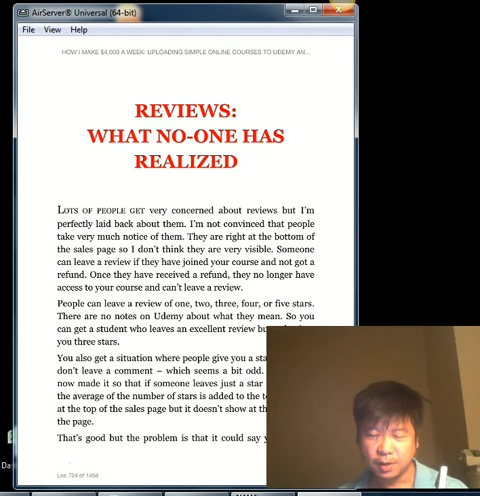 AirServer® Universal (64-bit)
File View Help
HOW I MAKE $4,000 A WEEK: UPLOADING SIMPLE ONLINE COURSES TO UDEMY AN...
REVIEWS:
WHAT NO-ONE HAS
REALIZED
LOTS OF PEOPLE GET very concerned about reviews but I'm
perfectly laid back about them. I'm not convinced that people
take very much notice of them. They are right at the bottom of
the sales page so I don't think they are very visible. Someone
can leave a review if they have joined your course and not got a
refund. Once they have received a refund, they no longer have
access to your course and can't leave a review.
People can leave a review of one, two, three, four, or five stars.
There are no notes on Udemy about what they mean. So you
can get a student who leaves an excellent review
you three stars.
You also get a situation where people give you a
don't leave a comment – which seems a bit odd.
now made it so that if someone leaves just a star
the average of the number of stars is added to the
at the top of the sales page but it doesn't show at
the page.
That's good but the problem is that it could say
Loc 724 of 1456